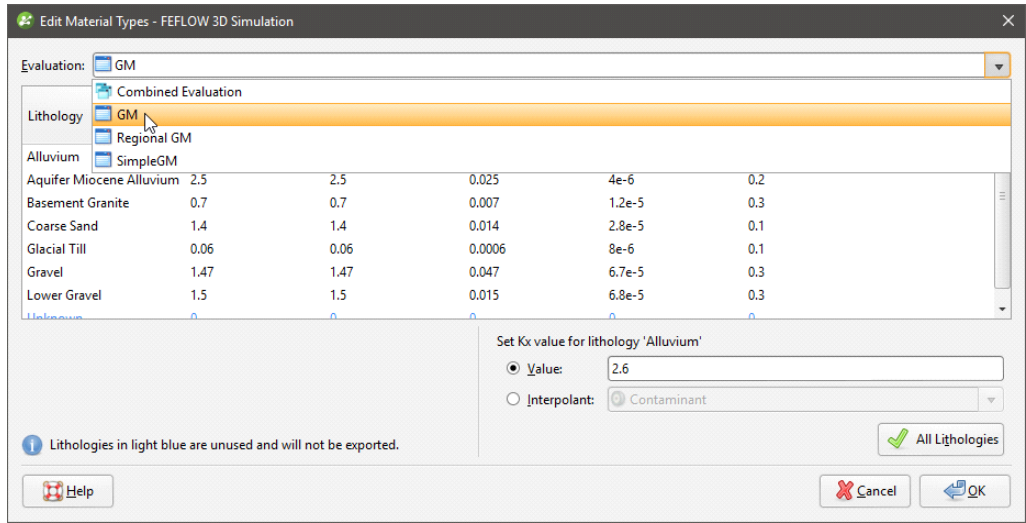 Edit Material Types - FEFLOW 3D Simulation
Evaluation: GM
Combined Evaluation
Lithology GM
Regional GM
Alluvium SimpleGM
Aquifer Miocene Alluvium 2.5 2.5 0.025 4e-6 0.2
Basement Granite 0.7 0.7 0.007 1.2e-5 0.3
Coarse Sand 1.4 1.4 0.014 2.8e-5 0.1
Glacial Till 0.06 0.06 0.0006 8e-6 0.1
Gravel 1.47 1.47 0.047 6.7e-5 0.3
Lower Gravel 1.5 1.5 0.015 6.8e-5 0.3
Unknown 0 0 0 0 0
Set Kx value for lithology 'Alluvium'
Value: 2.6
Interpolant: Contaminant
All Lithologies
Lithologies in light blue are unused and will not be exported.
Help Cancel OK